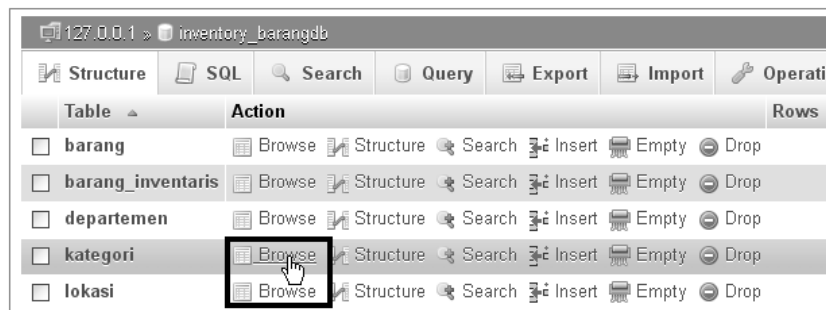 127.0.0.1 » inventory_barangdb
Structure SQL Search Query Export Import Operati
Table Action Rows
barang Browse Structure Search Insert Empty Drop
barang_inventaris Browse Structure Search Insert Empty Drop
departemen Browse Structure Search Insert Empty Drop
kategori Browse Structure Search Insert Empty Drop
lokasi Browse Structure Search Insert Empty Drop